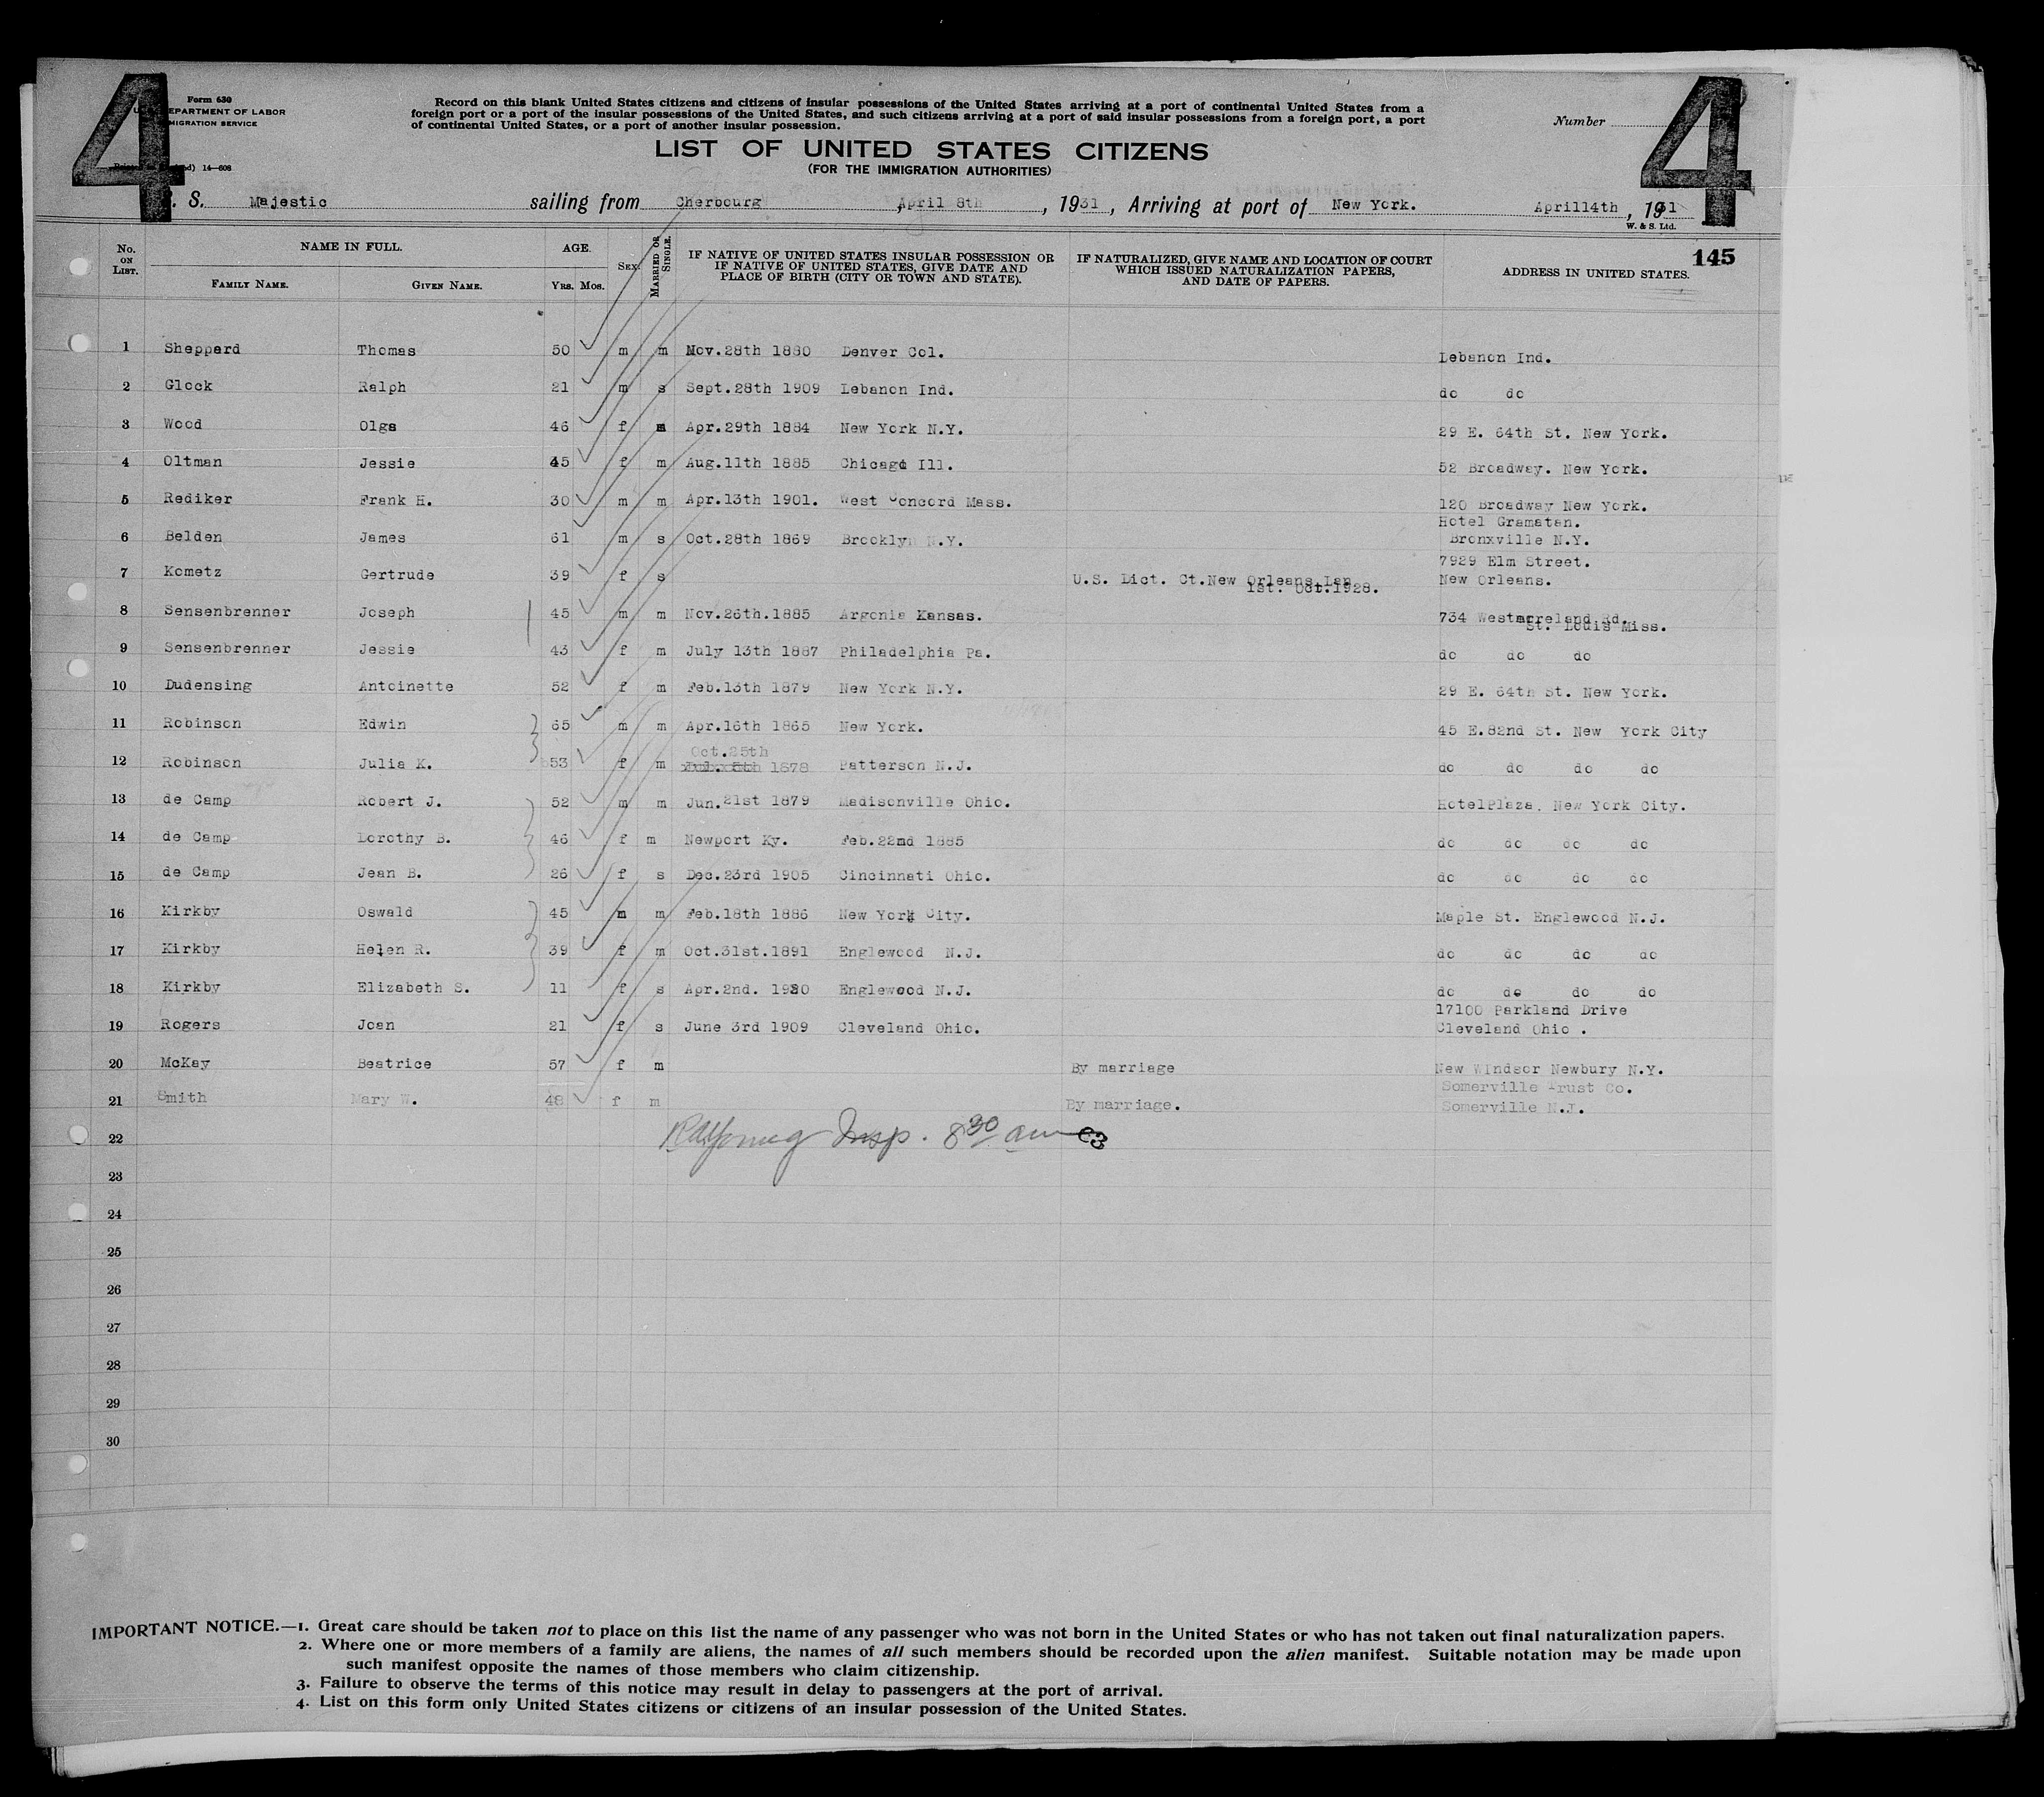 4 4
Form 630
U. S. DEPARTMENT OF LABOR
IMMIGRATION SERVICE
14—608
Record on this blank United States citizens and citizens of insular possessions of the United States arriving at a port of continental United States from a
foreign port or a port of the insular possessions of the United States, and such citizens arriving at a port of said insular possessions from a foreign port, a port
of continental United States, or a port of another insular possession.
Number
LIST OF UNITED STATES CITIZENS
(FOR THE IMMIGRATION AUTHORITIES)
S. S. Majestic sailing from Cherbourg , April 8th , 1931 , Arriving at port of New York. April14th , 1931
W. & S. Ltd.
145
No. ON LIST. NAME IN FULL. AGE. SEX. MARRIED OR SINGLE. IF NATIVE OF UNITED STATES INSULAR POSSESSION OR IF NATIVE OF UNITED STATES, GIVE DATE AND PLACE OF BIRTH (CITY OR TOWN AND STATE). IF NATURALIZED, GIVE NAME AND LOCATION OF COURT WHICH ISSUED NATURALIZATION PAPERS, AND DATE OF PAPERS. ADDRESS IN UNITED STATES.
FAMILY NAME. GIVEN NAME. YRS. MOS.
1 Sheppard Thomas 50 m m Nov.28th 1880 Denver Col. Lebanon Ind.
2 Glock Ralph 21 m s Sept.28th 1909 Lebanon Ind. do do
3 Wood Olga 46 f m Apr.29th 1884 New York N.Y. 29 E. 64th St. New York.
4 Oltman Jessie 45 f m Aug.11th 1885 Chicago Ill. 52 Broadway. New York.
5 Rediker Frank H. 30 m m Apr.13th 1901. West Concord Mass. 120 Broadway New York.
Hotel Gramatan.
6 Belden James 61 m s Oct.28th 1869 Brooklyn N.Y. Bronxville N.Y.
7929 Elm Street.
7 Kometz Gertrude 39 f s U.S. Dict. Ct.New Orleans Lan New Orleans.
1st. Oct.1928.
8 Sensenbrenner Joseph 45 m m Nov.26th.1885 Argonia Kansas. 734 Westmoreland Rd.
St. Louis Miss.
9 Sensenbrenner Jessie 43 f m July 13th 1887 Philadelphia Pa. do do do
10 Dudensing Antoinette 52 f m Feb.13th 1879 New York N.Y. 29 E. 64th St. New York.
11 Robinson Edwin 65 m m Apr.16th 1865 New York. 45 E.82nd St. New York City
Oct.25th
12 Robinson Julia K. 53 f m 1878 Patterson N.J. do do do do
13 de Camp Robert J. 52 m m Jun.21st 1879 Madisonville Ohio. HotelPlaza, New York City.
14 de Camp Dorothy B. 46 f m Newport Ky. Feb.22nd 1885 do do do do
15 de Camp Jean B. 26 f s Dec.23rd 1905 Cincinnati Ohio. do do do do
16 Kirkby Oswald 45 m m Feb.18th 1886 New York City. Maple St. Englewood N.J.
17 Kirkby Helen R. 39 f m Oct.31st.1891 Englewood N.J. do do do do
18 Kirkby Elizabeth S. 11 f s Apr.2nd. 1920 Englewood N.J. do do do do
17100 Parkland Drive
19 Rogers Joan 21 f s June 3rd 1909 Cleveland Ohio. Cleveland Ohio .
20 McKay Beatrice 57 f m By marriage New Windsor Newbury N.Y.
Somerville Trust Co.
21 Smith Mary W. 48 f m By marriage. Somerville N.J.
22 Insp. 8 30 am
23
24
25
26
27
28
29
30
IMPORTANT NOTICE.—1. Great care should be taken not to place on this list the name of any passenger who was not born in the United States or who has not taken out final naturalization papers.
2. Where one or more members of a family are aliens, the names of all such members should be recorded upon the alien manifest. Suitable notation may be made upon
such manifest opposite the names of those members who claim citizenship.
3. Failure to observe the terms of this notice may result in delay to passengers at the port of arrival.
4. List on this form only United States citizens or citizens of an insular possession of the United States.